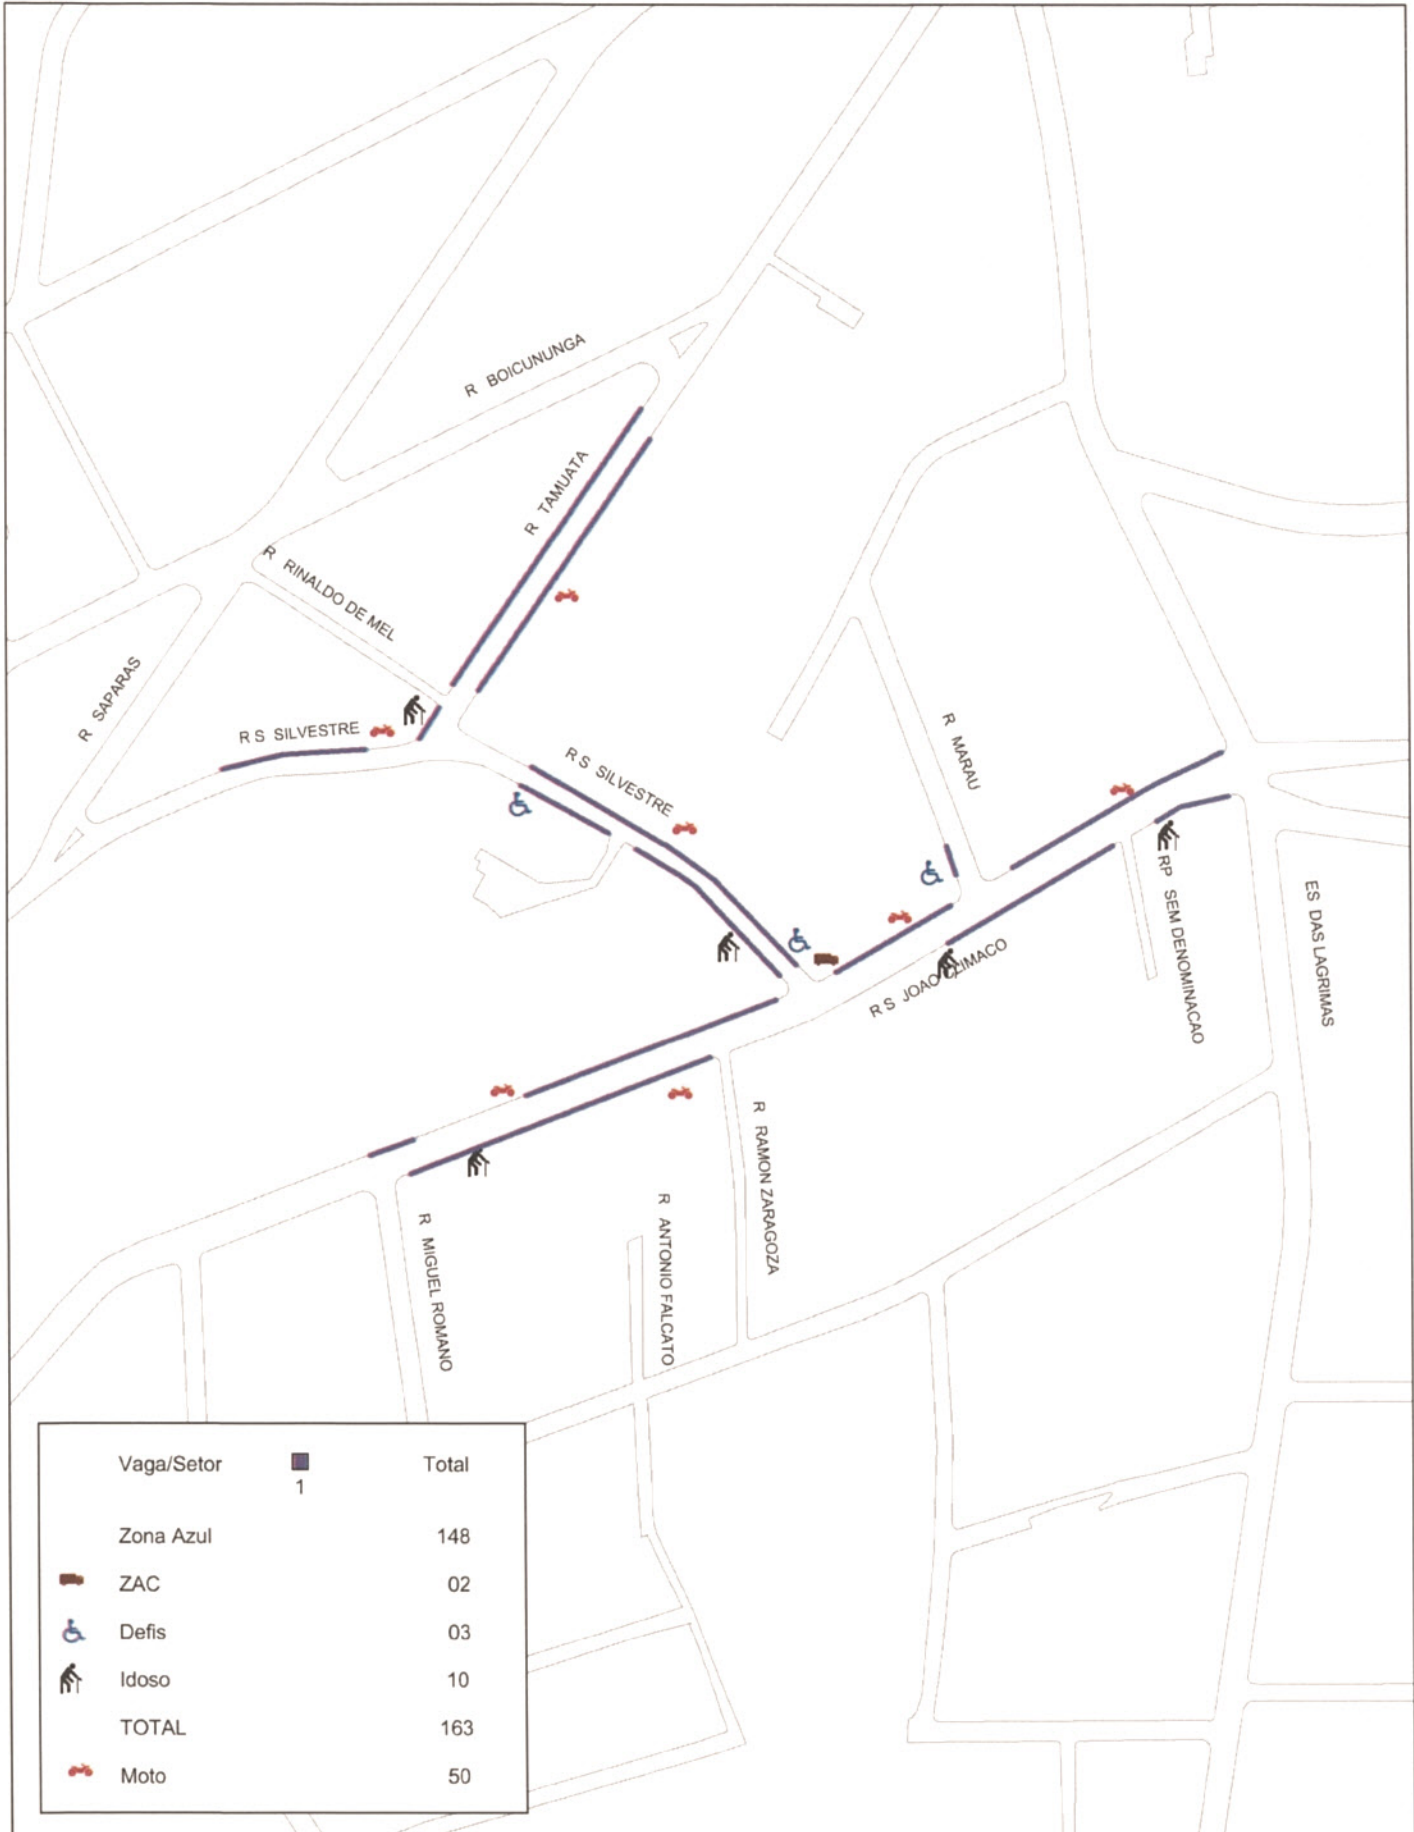 R BOICUNUNGA
R TAMUATA
R RINALDO DE MEL
R SAPARAS
R S SILVESTRE
R S SILVESTRE
R MARAU
RP SEM DENOMINACAO
ES DAS LAGRIMAS
R S JOAO CLIMACO
R RAMON ZARAGOZA
R ANTONIO FALCATO
R MIGUEL ROMANO
Vaga/Setor Total
1
Zona Azul 148
ZAC 02
Defis 03
Idoso 10
TOTAL 163
Moto 50